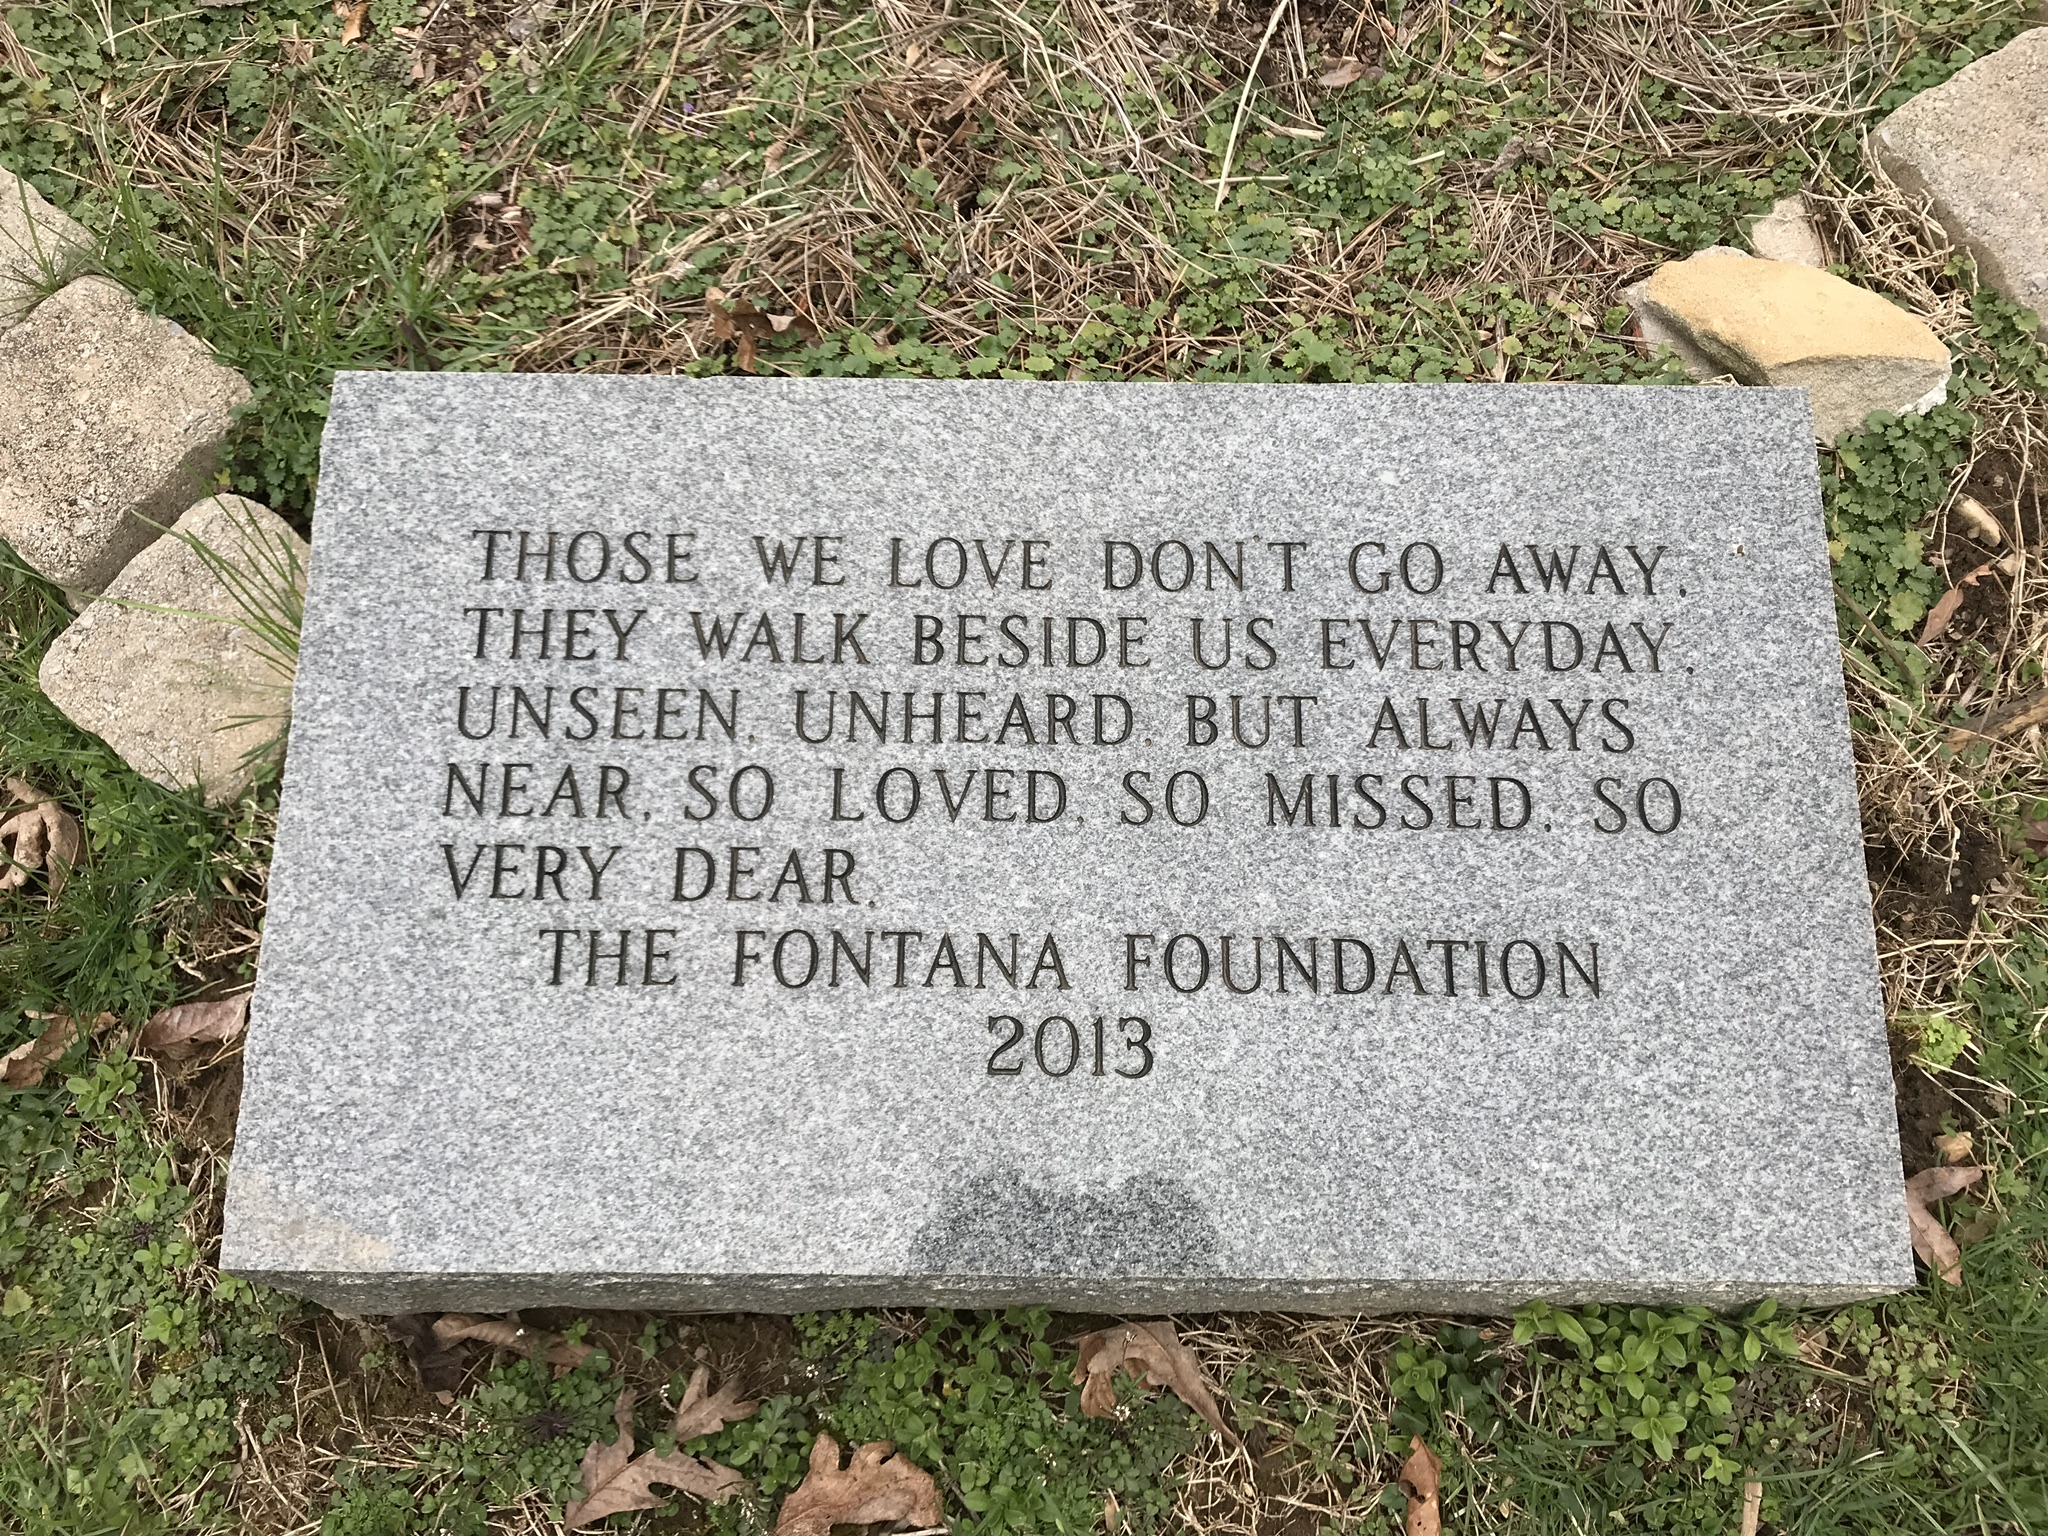 THOSE WE LOVE DON'T GO AWAY,
THEY WALK BESIDE US EVERYDAY,
UNSEEN, UNHEARD, BUT ALWAYS
NEAR, SO LOVED, SO MISSED, SO
VERY DEAR.
THE FONTANA FOUNDATION
2013